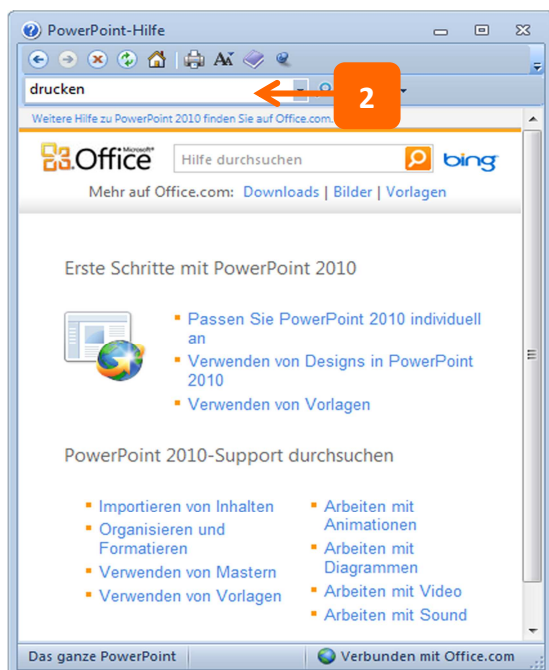 PowerPoint-Hilfe
drucken
2
Weitere Hilfe zu PowerPoint 2010 finden Sie auf Office.com.
Microsoft
Office
Hilfe durchsuchen
bing
Mehr auf Office.com: Downloads | Bilder | Vorlagen
Erste Schritte mit PowerPoint 2010
Passen Sie PowerPoint 2010 individuell
an
Verwenden von Designs in PowerPoint
2010
Verwenden von Vorlagen
PowerPoint 2010-Support durchsuchen
Importieren von Inhalten
Organisieren und
Formatieren
Verwenden von Mastern
Verwenden von Vorlagen
Arbeiten mit
Animationen
Arbeiten mit
Diagrammen
Arbeiten mit Video
Arbeiten mit Sound
Das ganze PowerPoint
Verbunden mit Office.com